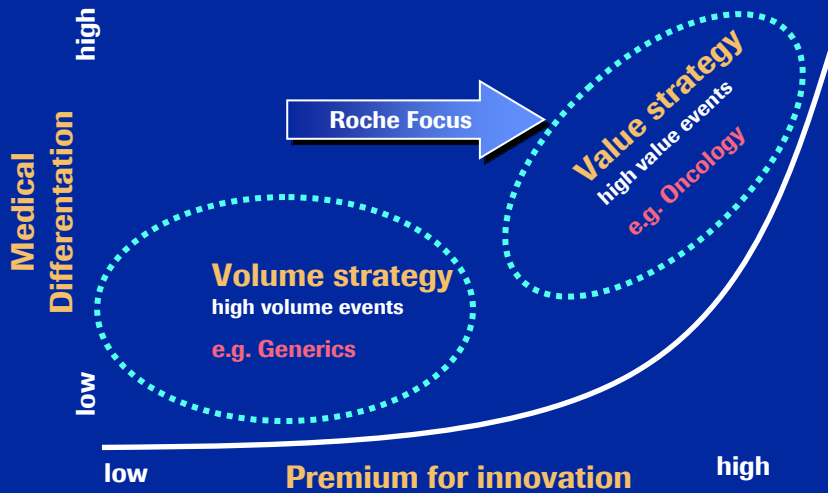 high
Medical
Differentation
low
Roche Focus
Value strategy
high value events
e.g. Oncology
Volume strategy
high volume events
e.g. Generics
low
Premium for innovation
high